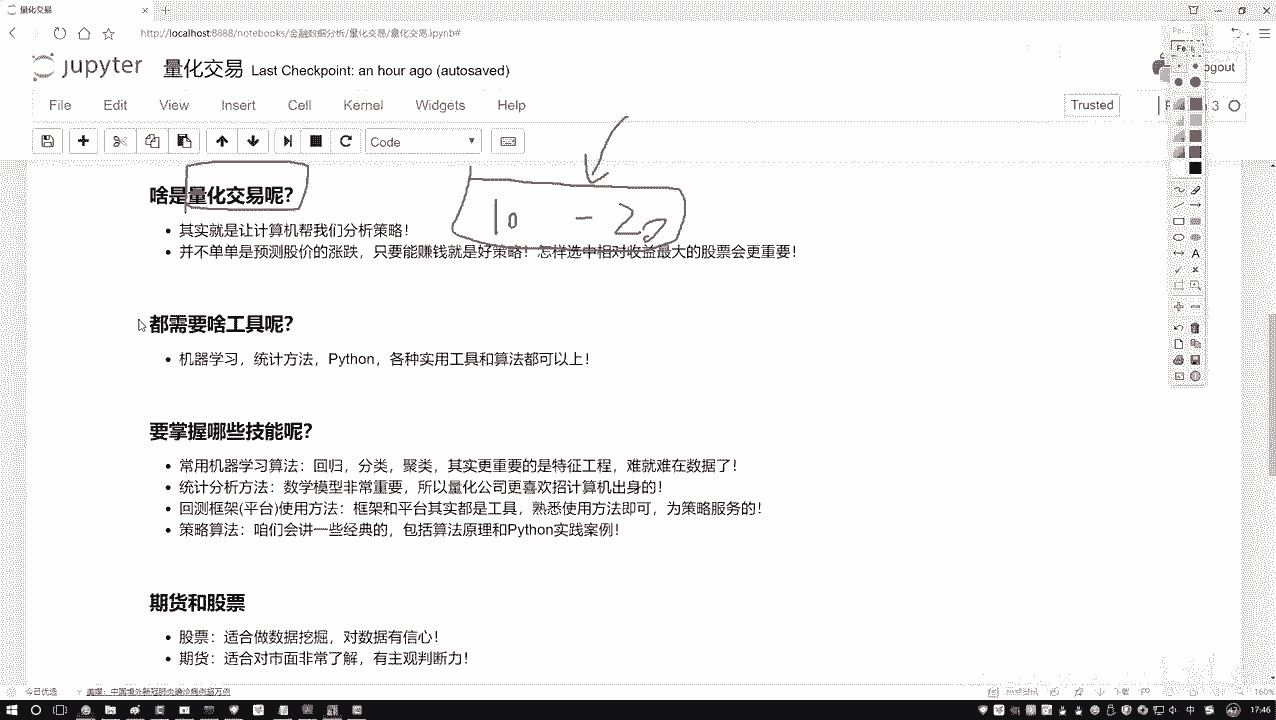 量化交易
http://localhost:8888/notebooks/金融数据分析/量化交易/量化交易.ipynb#
jupyter 量化交易 Last Checkpoint: an hour ago (autosaved)
File Edit View Insert Cell Kernel Widgets Help
Trusted
3
Code
啥是量化交易呢?
10 - 20
其实就是让计算机帮我们分析策略!
并不单单是预测股价的涨跌，只要能赚钱就是好策略! 怎样选中相对收益最大的股票会更重要!
都需要啥工具呢?
机器学习，统计方法，Python，各种实用工具和算法都可以上!
要掌握哪些技能呢?
常用机器学习算法：回归，分类，聚类，其实更重要的是特征工程，难就难在数据了!
统计分析方法：数学模型非常重要，所以量化公司更喜欢招计算机出身的!
回测框架(平台)使用方法：框架和平台其实都是工具，熟悉使用方法即可，为策略服务的!
策略算法：咱们会讲一些经典的，包括算法原理和Python实践案例!
期货和股票
股票：适合做数据挖掘，对数据有信心!
期货：适合对市面非常了解，有主观判断力!
今日优选
160%
17:46